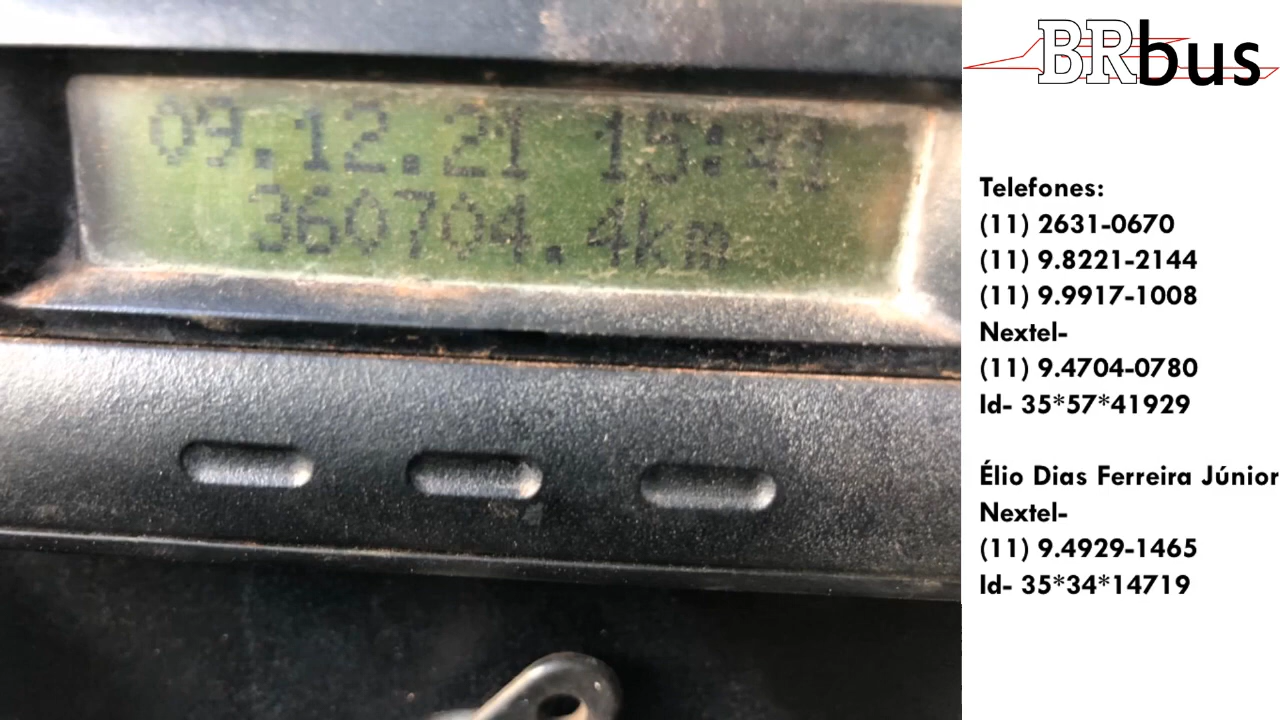 09.12.21 15:41
360704.4km
BRbus
Telefones:
(11) 2631-0670
(11) 9.8221-2144
(11) 9.9917-1008
Nextel-
(11) 9.4704-0780
Id- 35*57*41929
Élio Dias Ferreira Júnior
Nextel-
(11) 9.4929-1465
Id- 35*34*14719